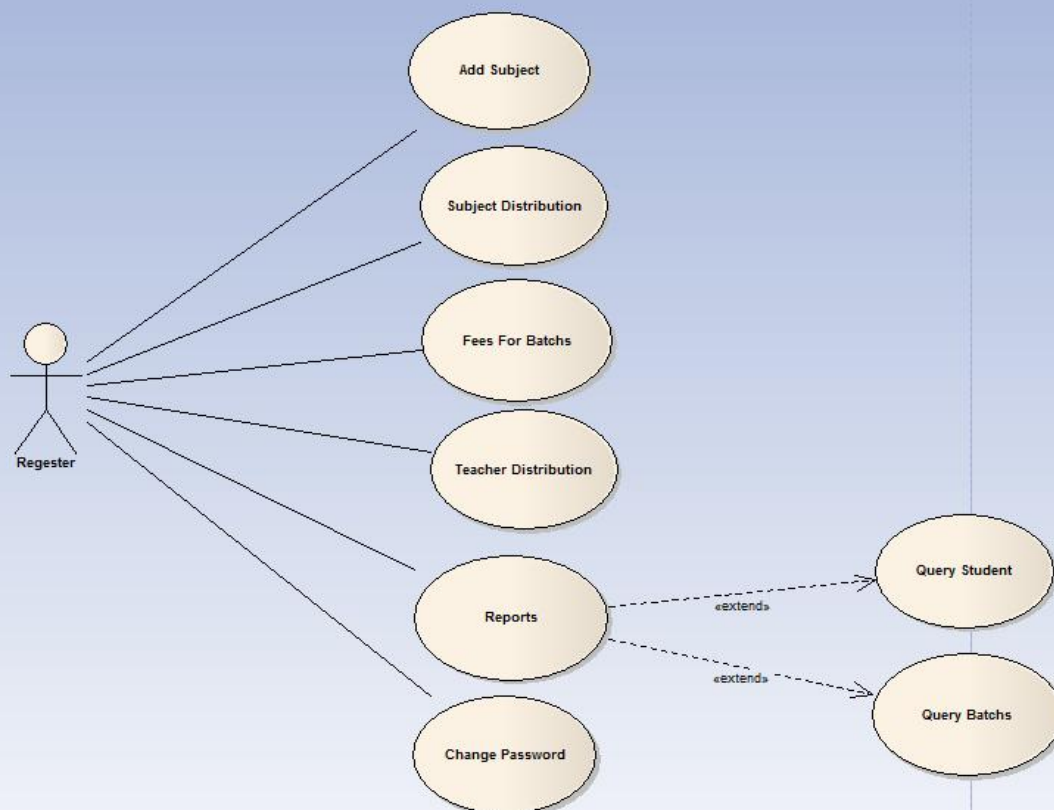 Add Subject
Subject Distribution
Fees For Batchs
Teacher Distribution
Regester
Query Student
Reports
«extend»
«extend»
Query Batchs
Change Password